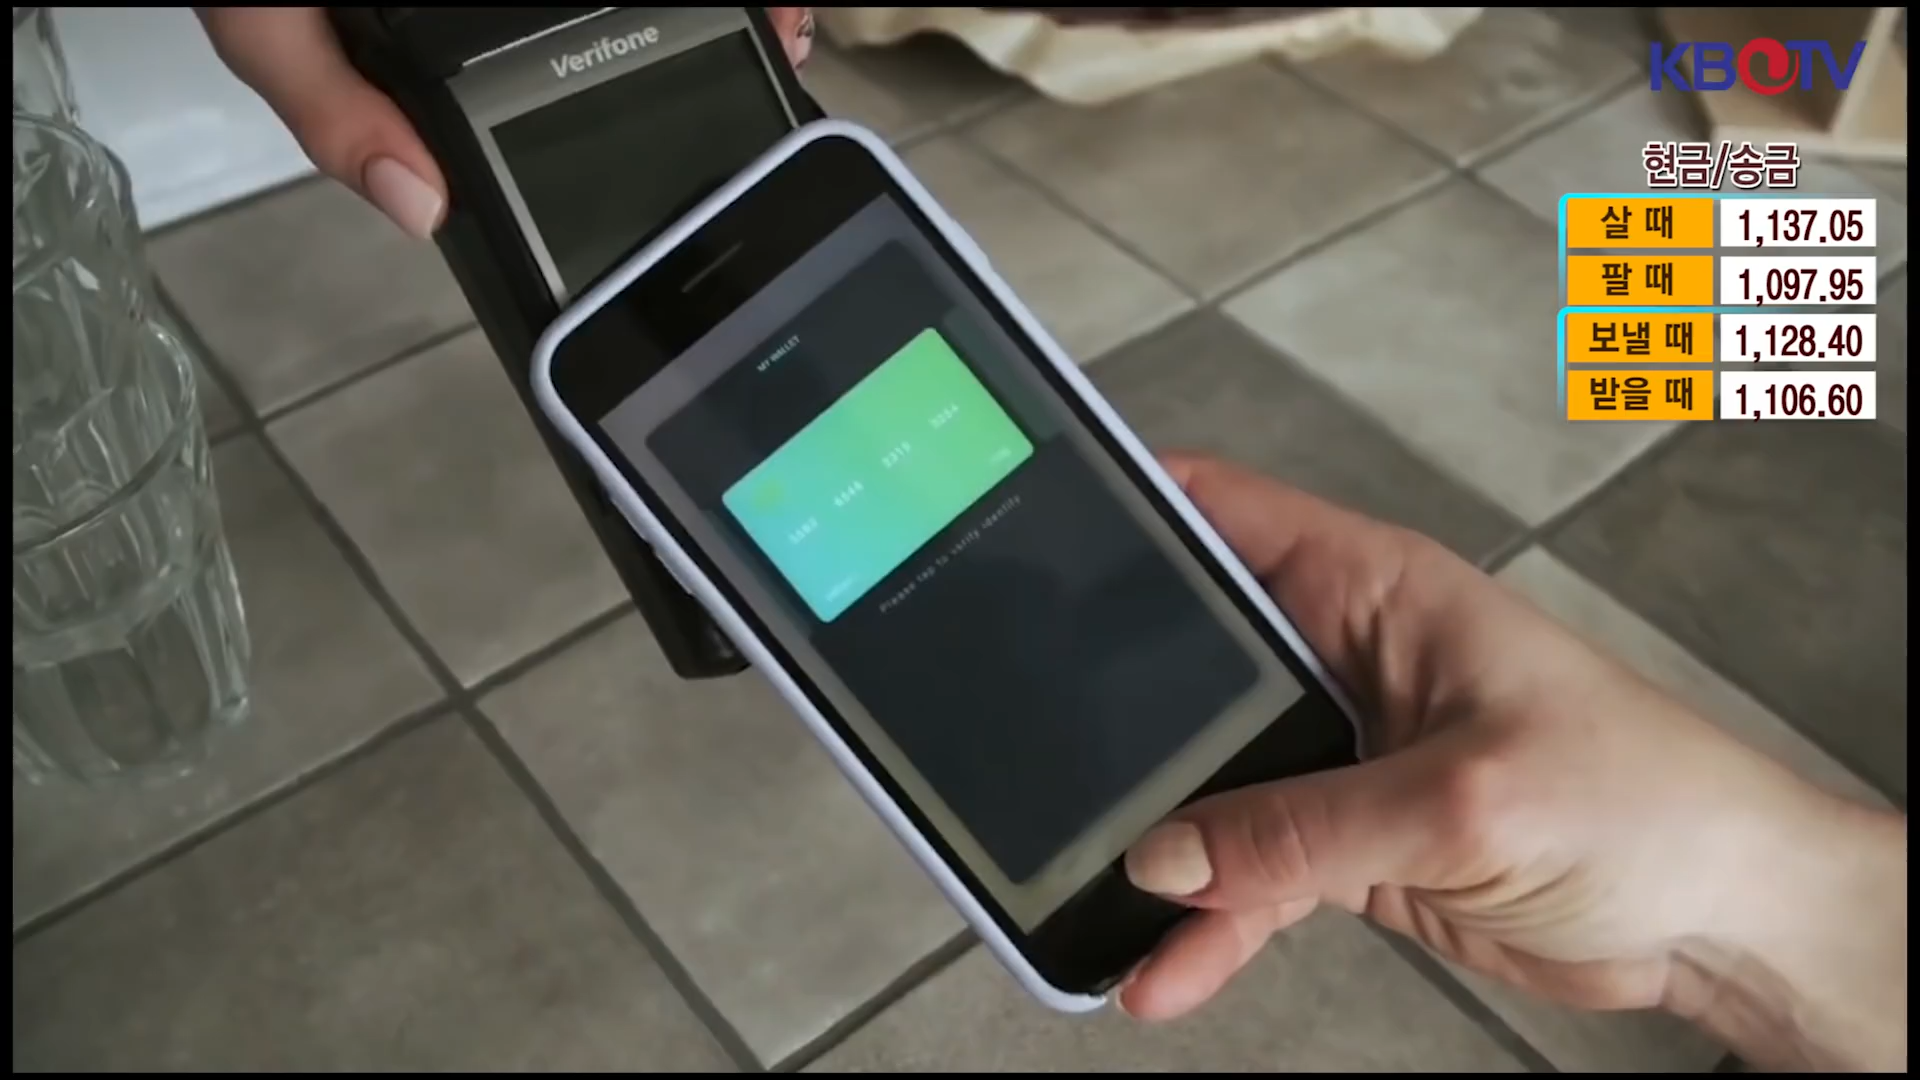 Verifone
KBTV
현금/송금
살 때 1,137.05
팔 때 1,097.95
보낼 때 1,128.40
받을 때 1,106.60
MY WALLET
Please tap to verify identity